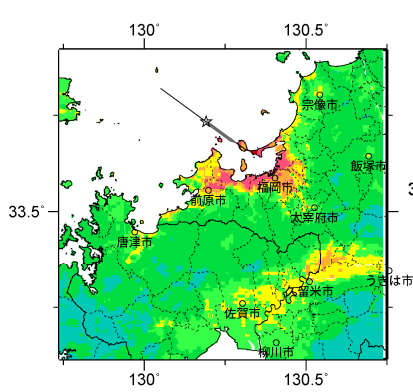 130° 130.5°
宗像市
飯塚市
福岡市
前原市
33.5°
太宰府市
唐津市
うきは市
久留米市
佐賀市
柳川市
130° 130.5°